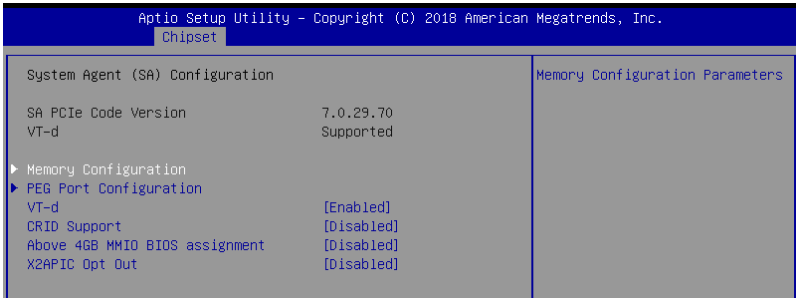 Aptio Setup Utility – Copyright (C) 2018 American Megatrends, Inc.
Chipset
System Agent (SA) Configuration
Memory Configuration Parameters
SA PCIe Code Version 7.0.29.70
VT-d Supported
Memory Configuration
PEG Port Configuration
VT-d [Enabled]
CRID Support [Disabled]
Above 4GB MMIO BIOS assignment [Disabled]
X2APIC Opt Out [Disabled]